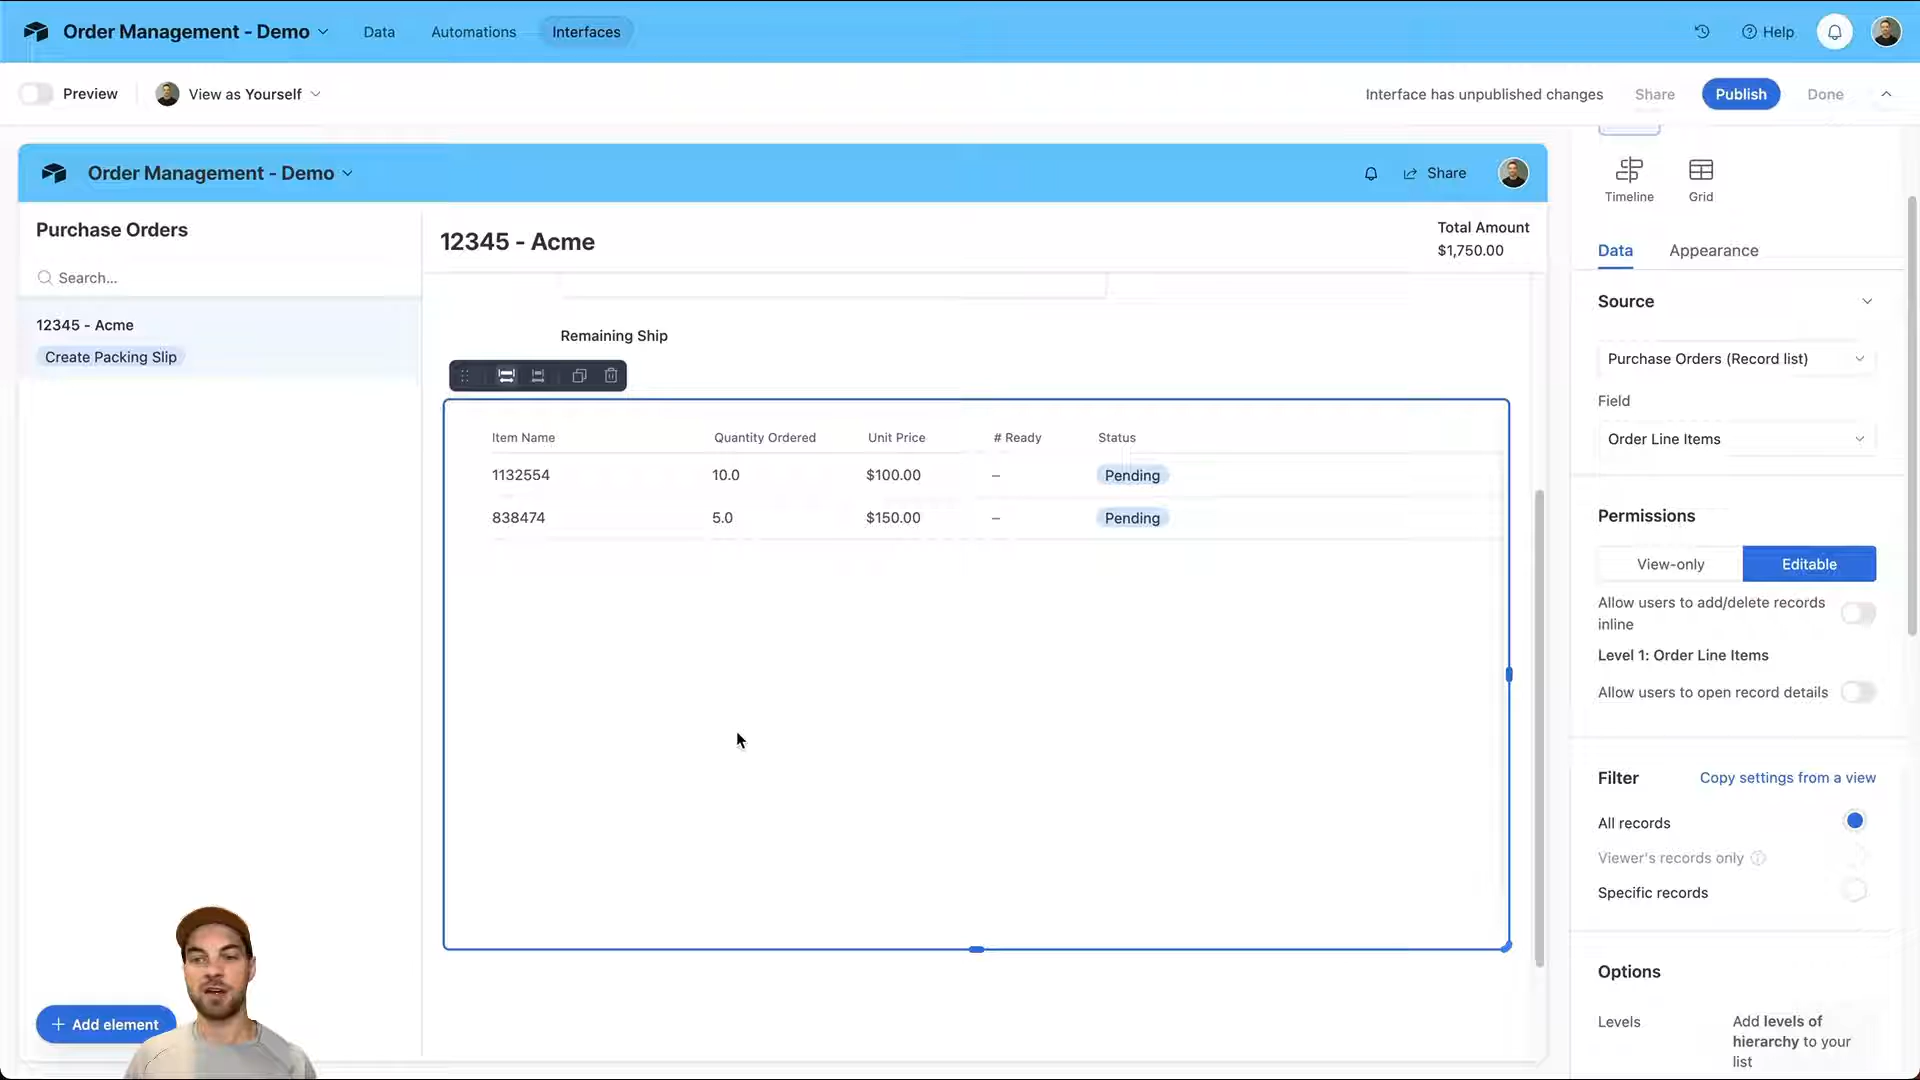 Order Management - Demo
Data
Automations
Interfaces
Help
Preview
View as Yourself
Interface has unpublished changes
Share
Publish
Done
Order Management - Demo
Share
Purchase Orders
Search...
12345 - Acme
Create Packing Slip
12345 - Acme
Total Amount
$1,750.00
Remaining Ship
Item Name Quantity Ordered Unit Price # Ready Status
1132554 10.0 $100.00 – Pending
838474 5.0 $150.00 – Pending
+ Add element
Timeline
Grid
Data
Appearance
Source
Purchase Orders (Record list)
Field
Order Line Items
Permissions
View-only
Editable
Allow users to add/delete records
inline
Level 1: Order Line Items
Allow users to open record details
Filter
Copy settings from a view
All records
Viewer's records only
Specific records
Options
Levels
Add levels of
hierarchy to your
list